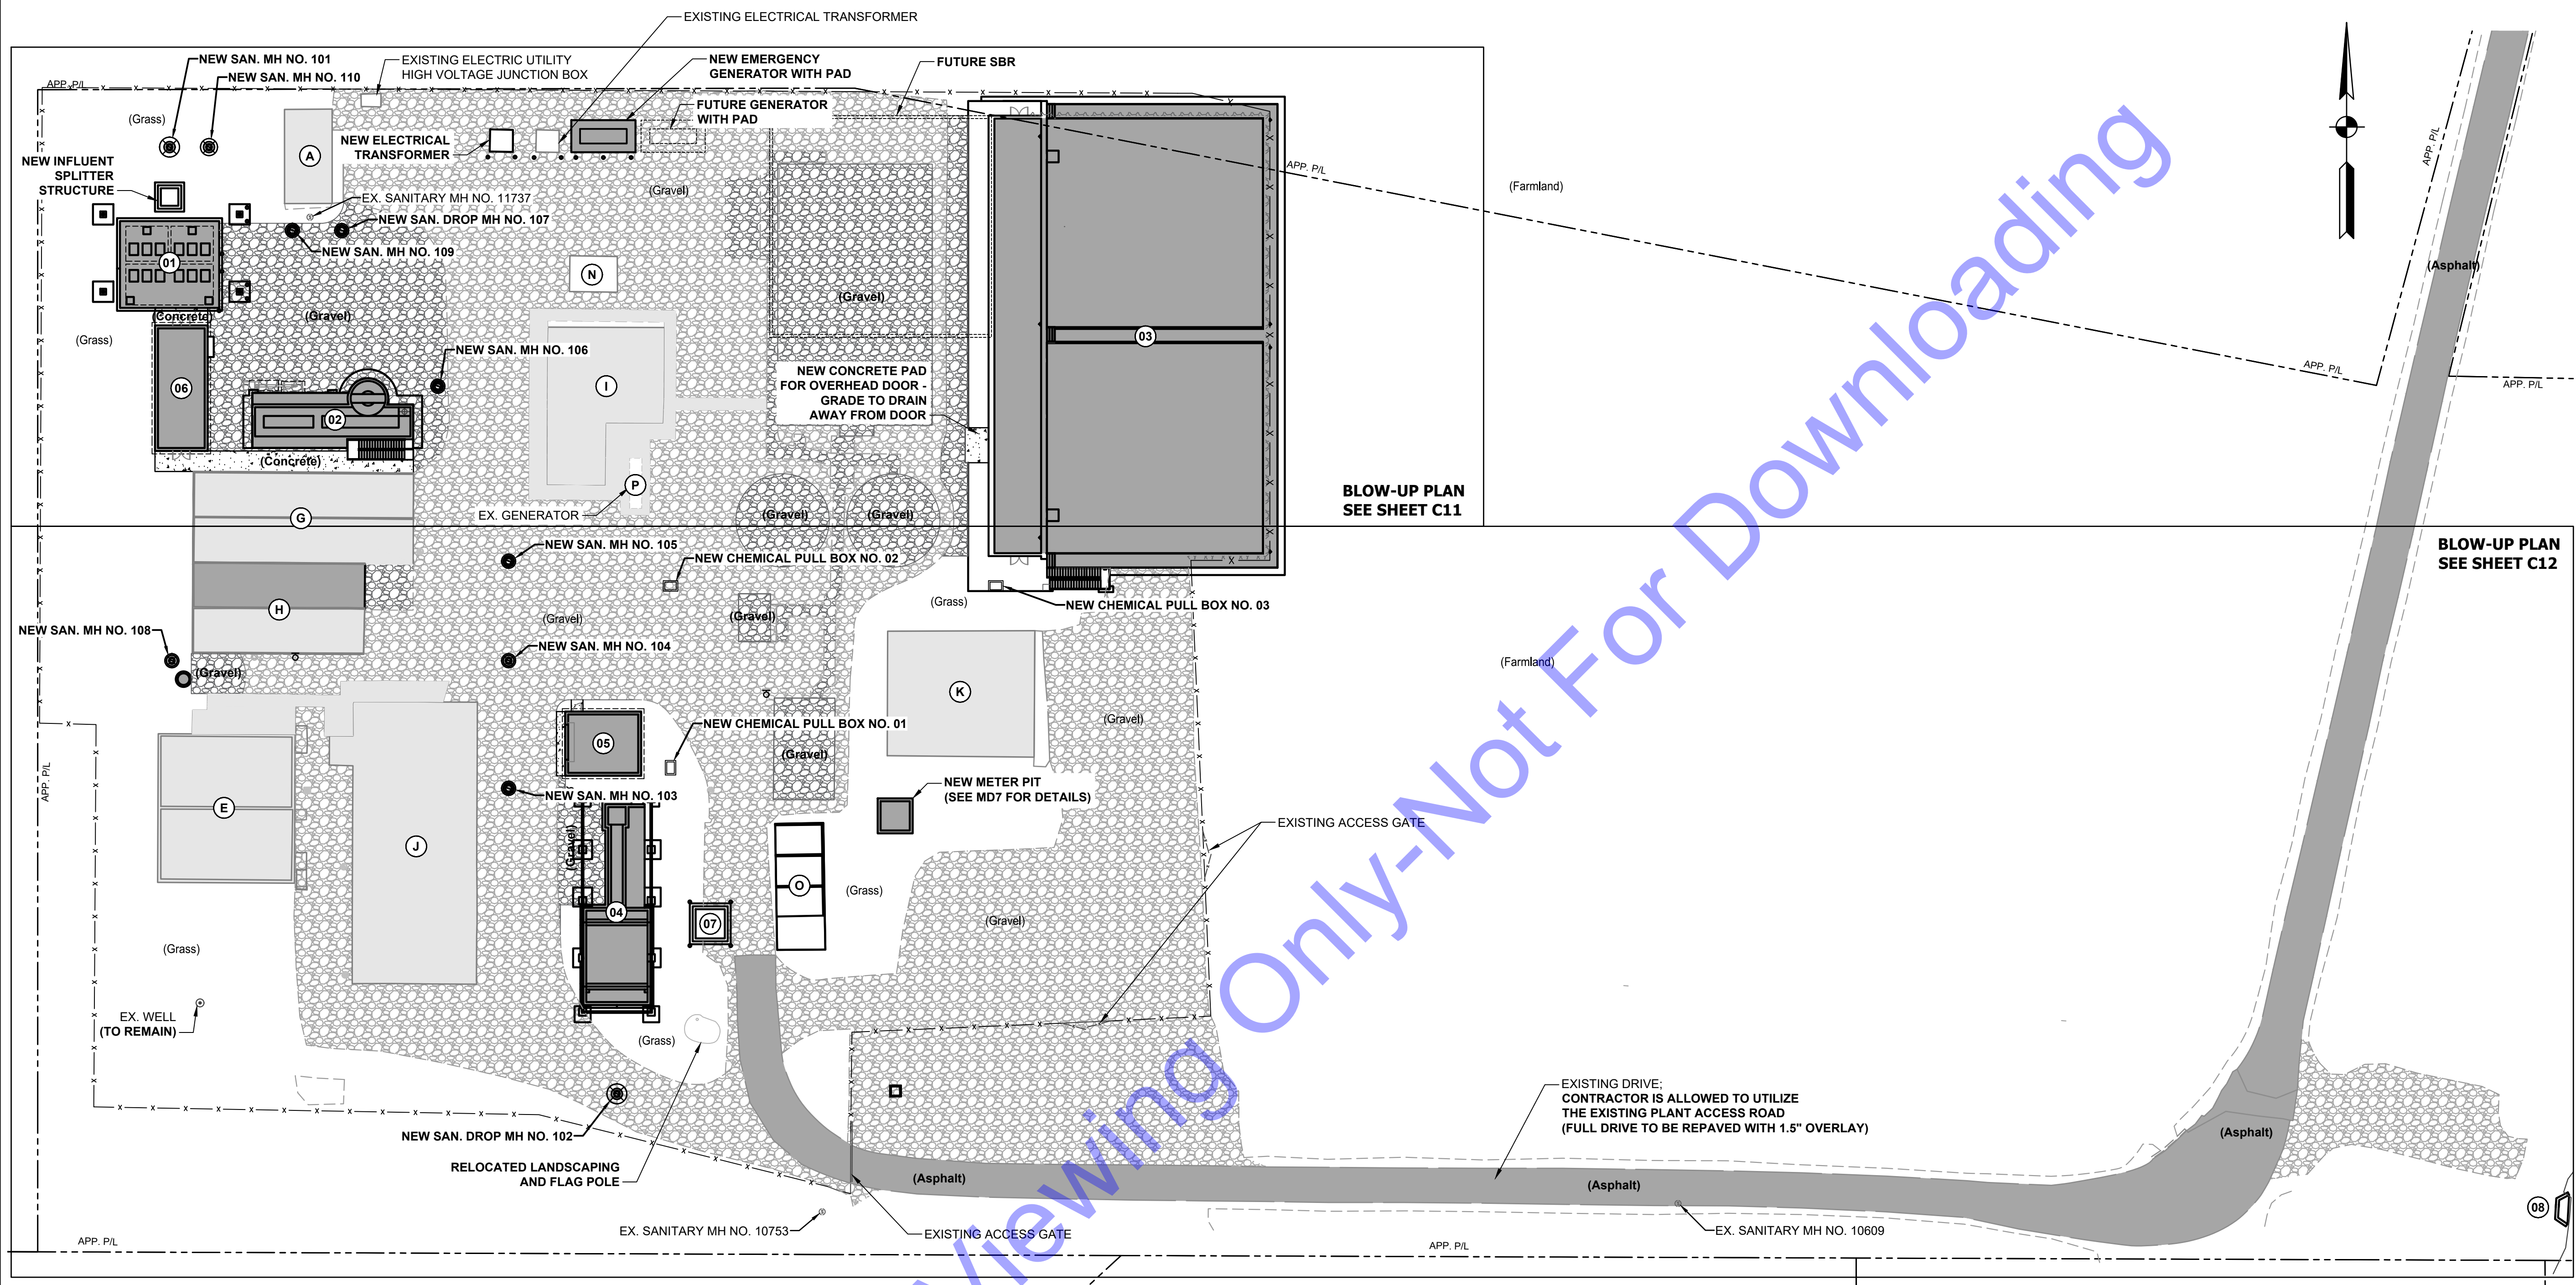 EXISTING ELECTRICAL TRANSFORMER
NEW SAN. MH NO. 101
NEW SAN. MH NO. 110
EXISTING ELECTRIC UTILITY
HIGH VOLTAGE JUNCTION BOX
NEW EMERGENCY
GENERATOR WITH PAD
FUTURE SBR
APP. P/L
(Grass)
FUTURE GENERATOR
WITH PAD
NEW ELECTRICAL
TRANSFORMER
A
NEW INFLUENT
SPLITTER
STRUCTURE
EX. SANITARY MH NO. 11737
NEW SAN. DROP MH NO. 107
NEW SAN. MH NO. 109
(Gravel)
APP. P/L
(Farmland)
APP. P/L
01
N
(Gravel)
(Asphalt)
(Concrete)
(Gravel)
(Grass)
03
NEW SAN. MH NO. 106
06
I
02
NEW CONCRETE PAD
FOR OVERHEAD DOOR -
GRADE TO DRAIN
AWAY FROM DOOR
APP. P/L
APP. P/L
(Concrete)
P
BLOW-UP PLAN
SEE SHEET C11
G
EX. GENERATOR
(Gravel)
(Gravel)
NEW SAN. MH NO. 105
NEW CHEMICAL PULL BOX NO. 02
BLOW-UP PLAN
SEE SHEET C12
H
(Grass)
NEW CHEMICAL PULL BOX NO. 03
(Gravel)
(Gravel)
NEW SAN. MH NO. 108
NEW SAN. MH NO. 104
(Gravel)
(Farmland)
K
(Gravel)
NEW CHEMICAL PULL BOX NO. 01
05
(Gravel)
APP. P/L
NEW METER PIT
(SEE MD7 FOR DETAILS)
NEW SAN. MH NO. 103
E
J
(Gravel)
EXISTING ACCESS GATE
O
(Grass)
04
07
(Gravel)
(Grass)
EX. WELL
(TO REMAIN)
(Grass)
EXISTING DRIVE;
CONTRACTOR IS ALLOWED TO UTILIZE
THE EXISTING PLANT ACCESS ROAD
(FULL DRIVE TO BE REPAVED WITH 1.5" OVERLAY)
NEW SAN. DROP MH NO. 102
(Asphalt)
RELOCATED LANDSCAPING
AND FLAG POLE
(Asphalt)
(Asphalt)
08
EX. SANITARY MH NO. 10753
EXISTING ACCESS GATE
EX. SANITARY MH NO. 10609
APP. P/L
APP. P/L
Viewing Only-Not For Downloading